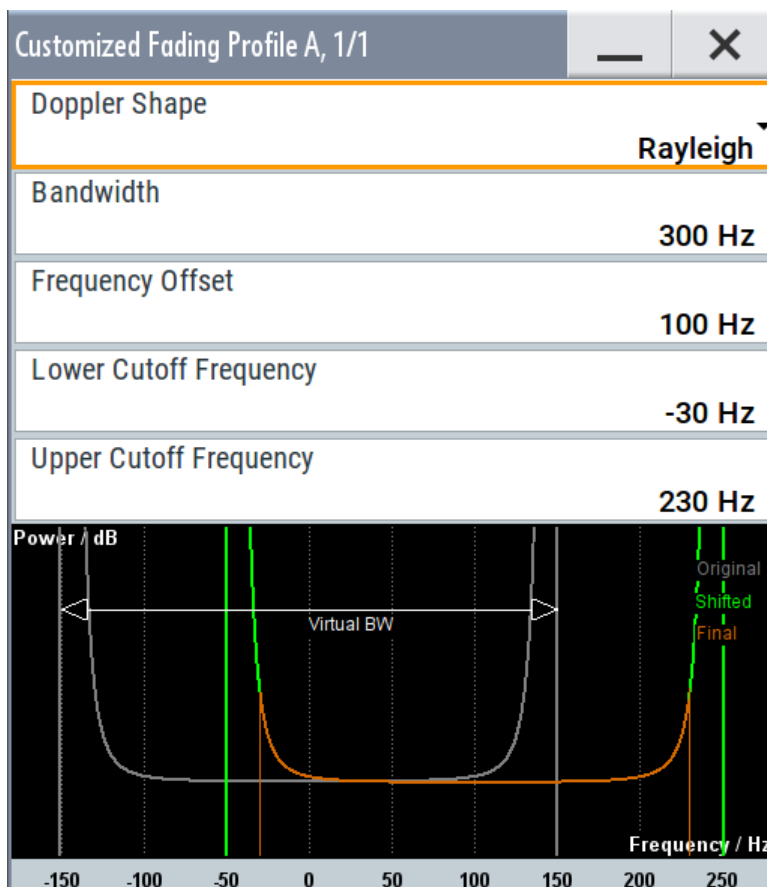 Customized Fading Profile A, 1/1
Doppler Shape
Rayleigh
Bandwidth
300 Hz
Frequency Offset
100 Hz
Lower Cutoff Frequency
-30 Hz
Upper Cutoff Frequency
230 Hz
Power / dB
Original
Shifted
Virtual BW
Final
Frequency / Hz
-150 -100 -50 0 50 100 150 200 250